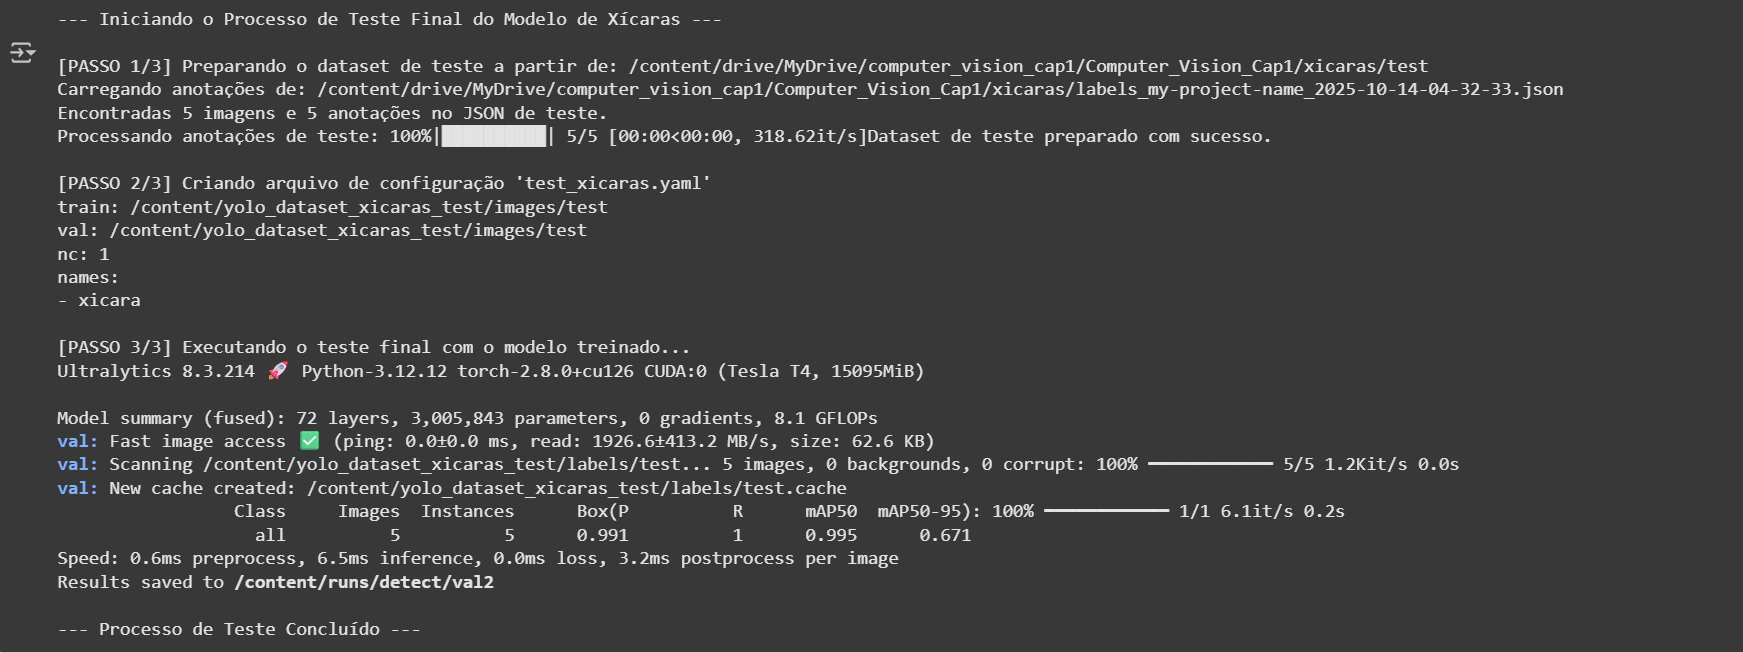 --- Iniciando o Processo de Teste Final do Modelo de Xícaras ---
[PASSO 1/3] Preparando o dataset de teste a partir de: /content/drive/MyDrive/computer_vision_cap1/Computer_Vision_Cap1/xicaras/test
Carregando anotações de: /content/drive/MyDrive/computer_vision_cap1/Computer_Vision_Cap1/xicaras/labels_my-project-name_2025-10-14-04-32-33.json
Encontradas 5 imagens e 5 anotações no JSON de teste.
Processando anotações de teste: 100%|██████████| 5/5 [00:00<00:00, 318.62it/s]Dataset de teste preparado com sucesso.
[PASSO 2/3] Criando arquivo de configuração 'test_xicaras.yaml'
train: /content/yolo_dataset_xicaras_test/images/test
val: /content/yolo_dataset_xicaras_test/images/test
nc: 1
names:
- xicara
[PASSO 3/3] Executando o teste final com o modelo treinado...
Ultralytics 8.3.214 🚀 Python-3.12.12 torch-2.8.0+cu126 CUDA:0 (Tesla T4, 15095MiB)
Model summary (fused): 72 layers, 3,005,843 parameters, 0 gradients, 8.1 GFLOPs
val: Fast image access ✅ (ping: 0.0±0.0 ms, read: 1926.6±413.2 MB/s, size: 62.6 KB)
val: Scanning /content/yolo_dataset_xicaras_test/labels/test... 5 images, 0 backgrounds, 0 corrupt: 100% ━━━━━━━━━━━━ 5/5 1.2Kit/s 0.0s
val: New cache created: /content/yolo_dataset_xicaras_test/labels/test.cache
Class Images Instances Box(P R mAP50 mAP50-95): 100% ━━━━━━━━━━━━ 1/1 6.1it/s 0.2s
all 5 5 0.991 1 0.995 0.671
Speed: 0.6ms preprocess, 6.5ms inference, 0.0ms loss, 3.2ms postprocess per image
Results saved to /content/runs/detect/val2
--- Processo de Teste Concluído ---